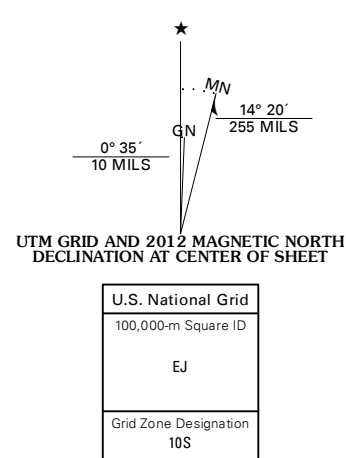 ★
MN
GN
14° 20´
255 MILS
0° 35´
10 MILS
UTM GRID AND 2012 MAGNETIC NORTH
DECLINATION AT CENTER OF SHEET
U.S. National Grid
100,000-m Square ID
EJ
Grid Zone Designation
10S